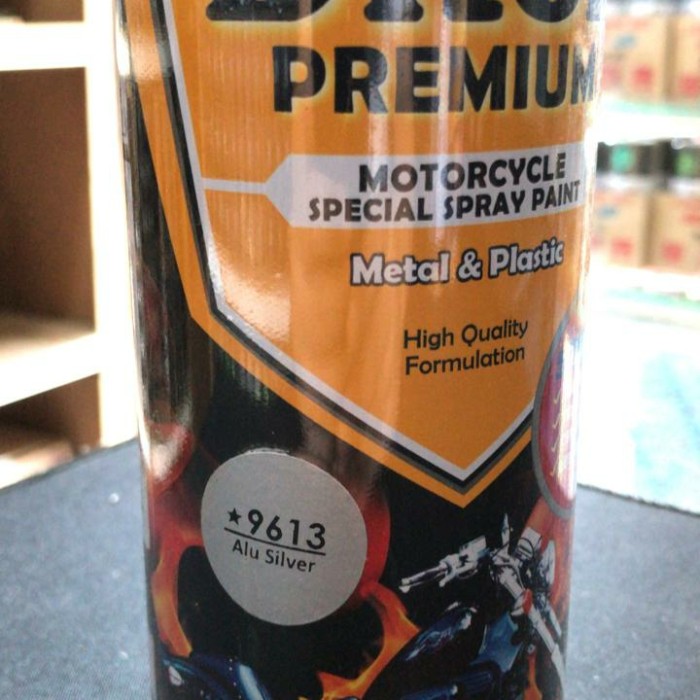 PREMIUM
MOTORCYCLE
SPECIAL SPRAY PAINT
Metal & Plastic
High Quality
Formulation
★9613
Alu Silver